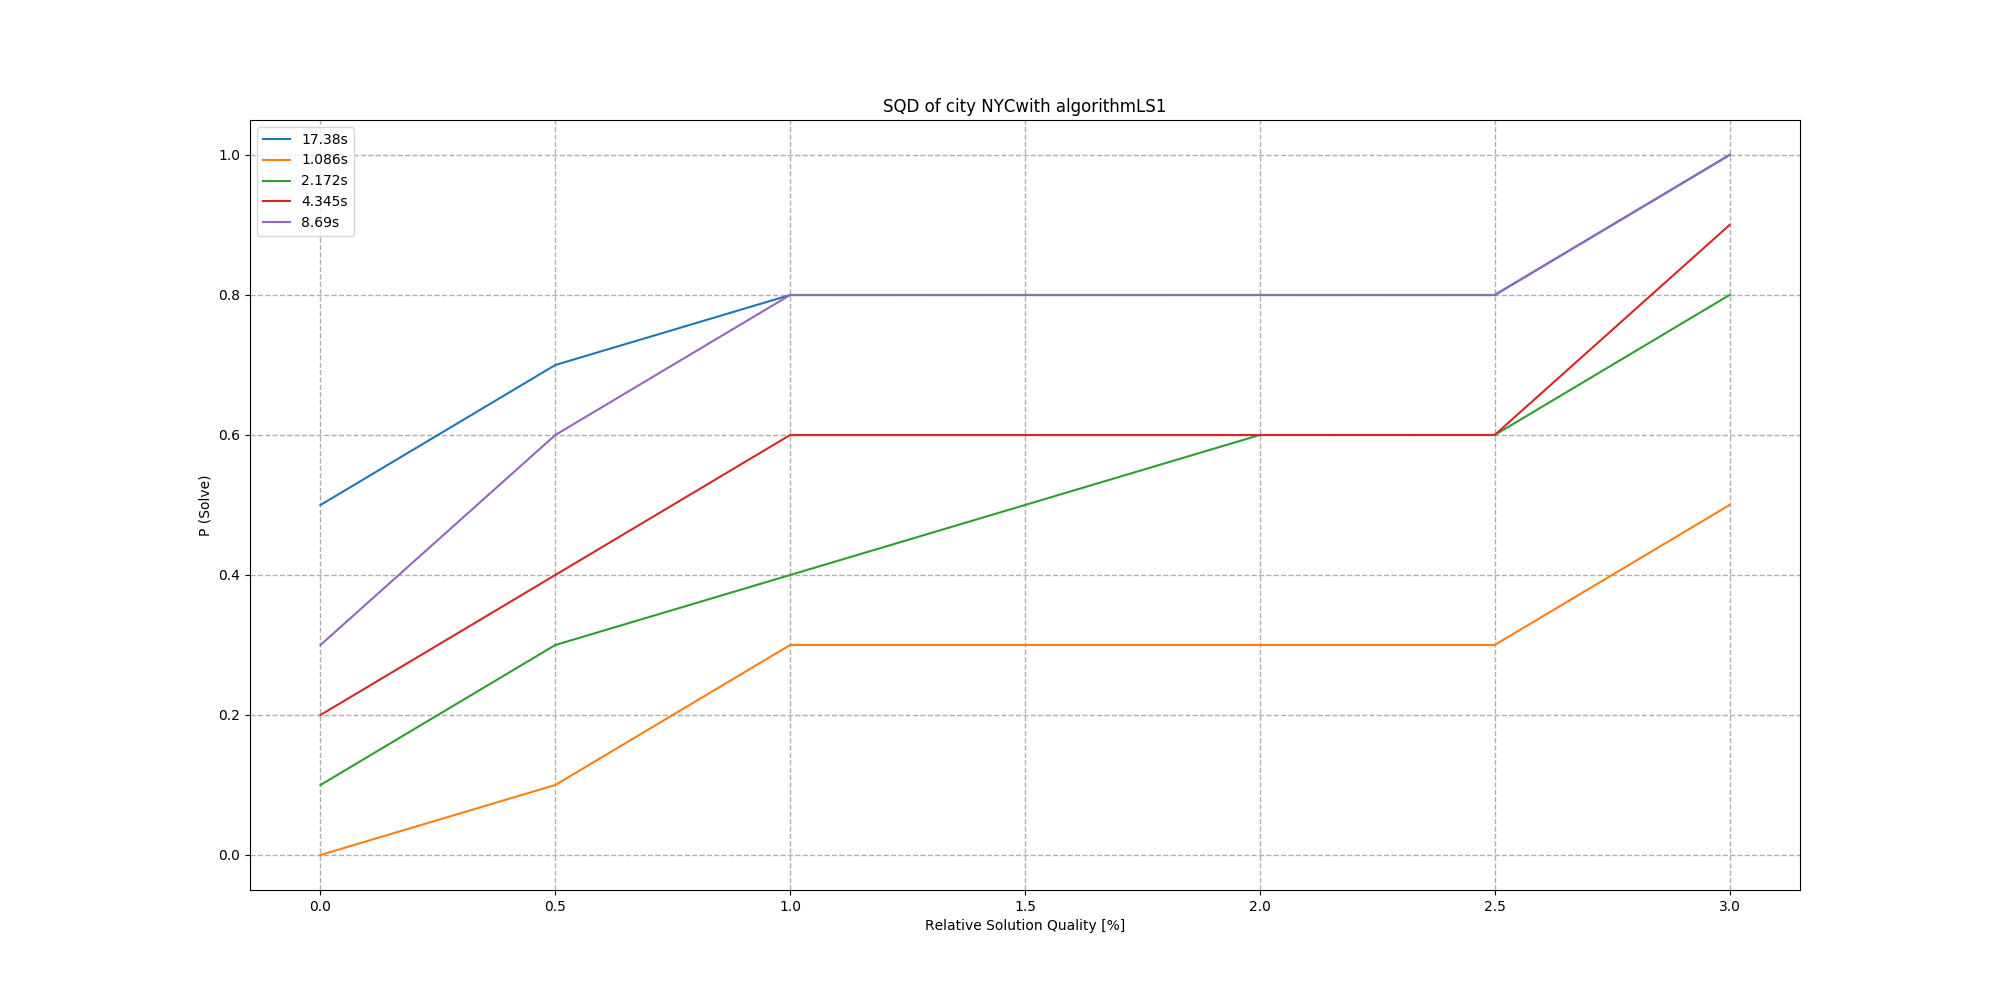 SQD of city NYCwith algorithmLS1
17.38s
1.086s
2.172s
4.345s
8.69s
1.0
0.8
0.6
0.4
0.2
0.0
P (Solve)
0.0 0.5 1.0 1.5 2.0 2.5 3.0
Relative Solution Quality [%]